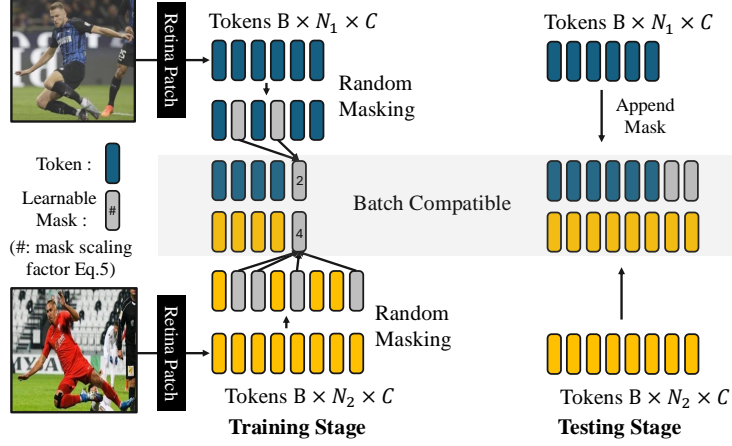 Tokens B × N₁ × C
Retina Patch
Random
Masking
Token :
Learnable
Mask : #
(#: mask scaling
factor Eq.5)
2
4
Batch Compatible
Random
Masking
Retina Patch
Tokens B × N₂ × C
Training Stage
Tokens B × N₁ × C
Append
Mask
Tokens B × N₂ × C
Testing Stage